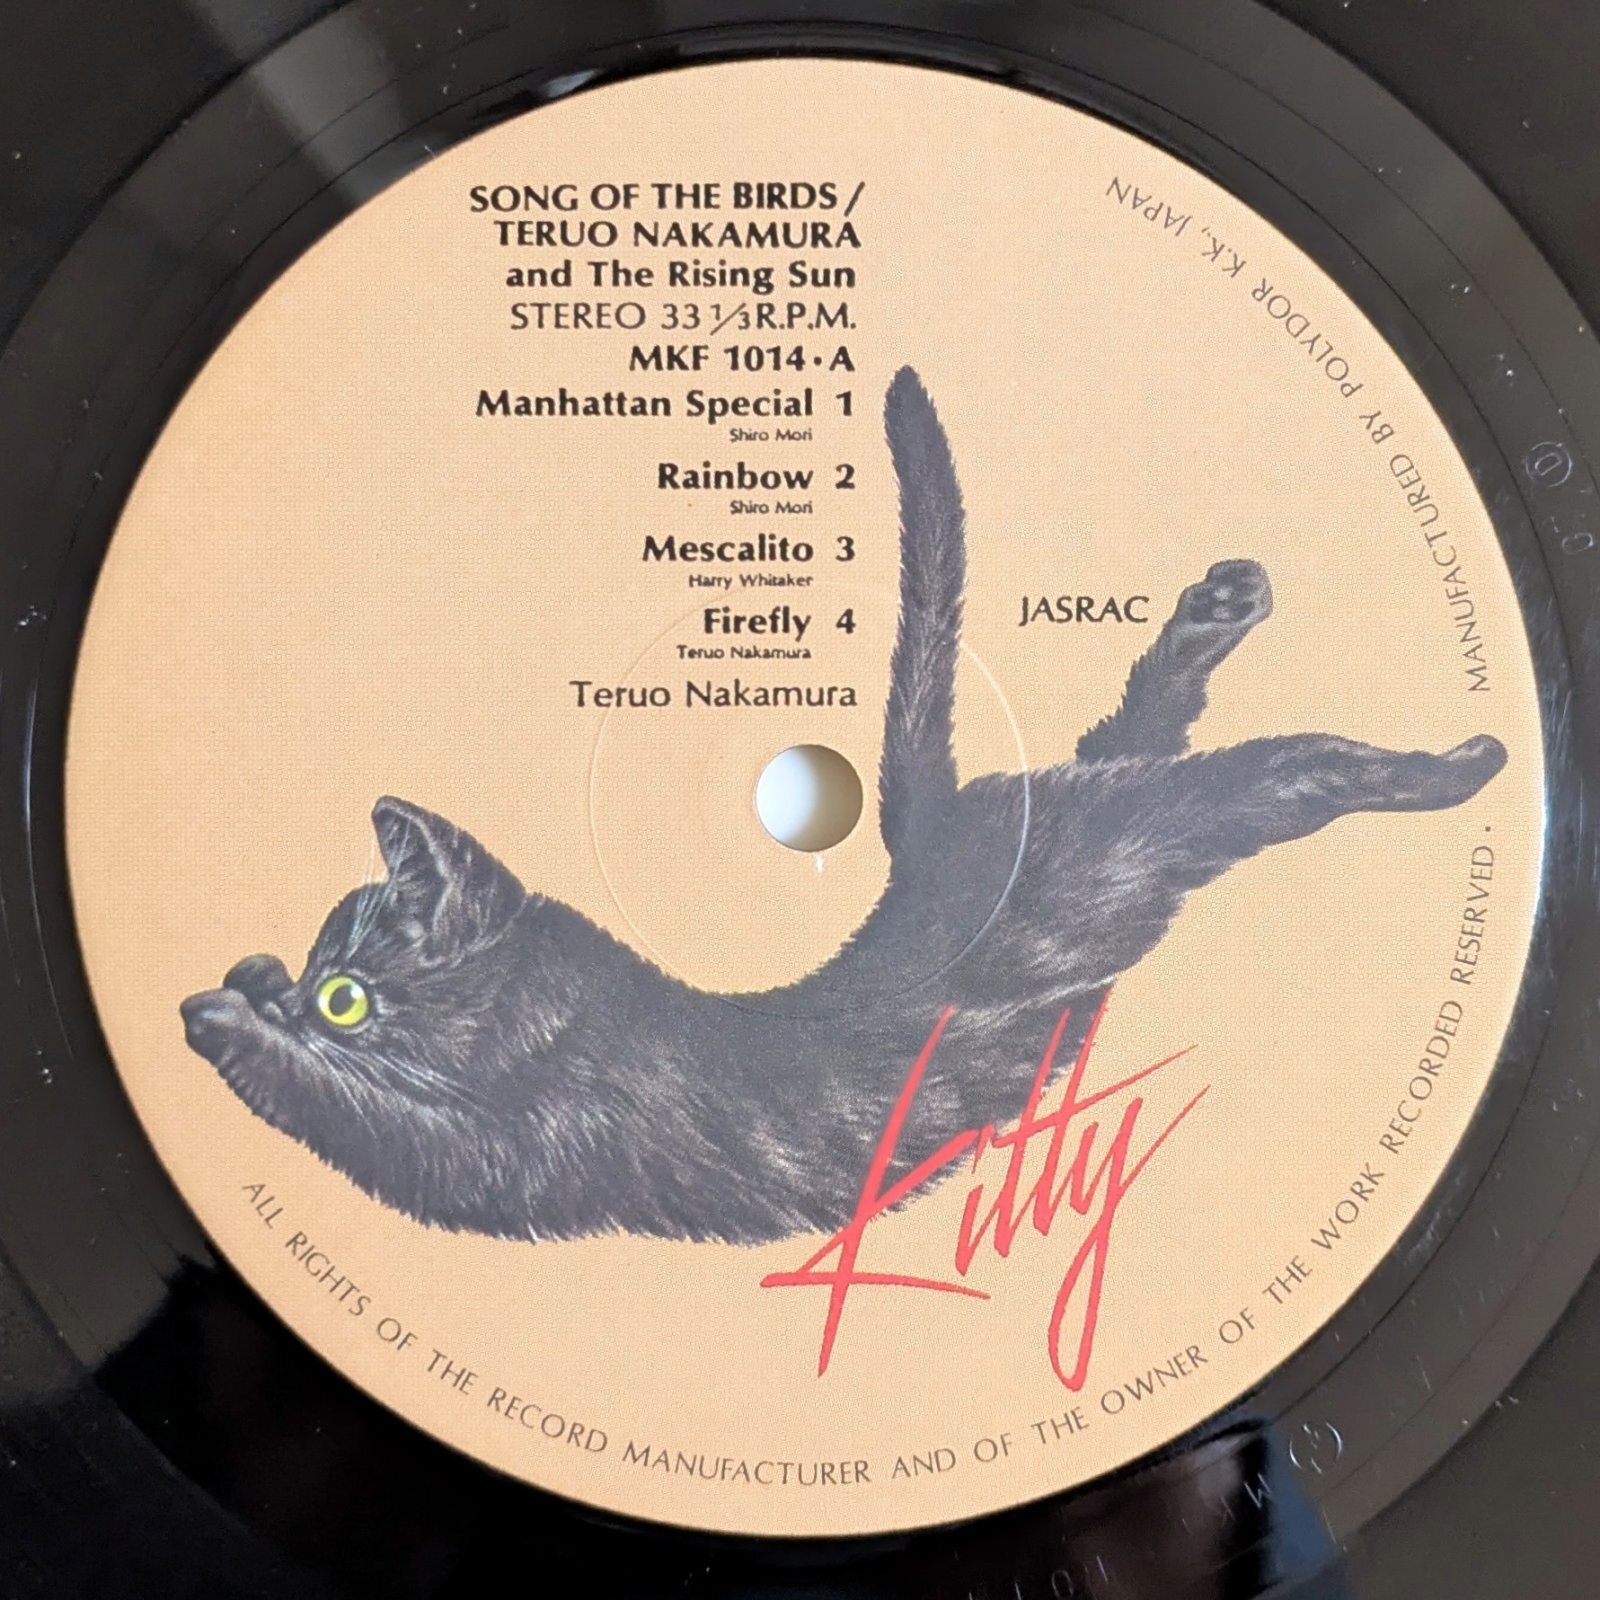 SONG OF THE BIRDS /
TERUO NAKAMURA
and The Rising Sun
STEREO 33 1/3 R.P.M.
MKF 1014・A
Manhattan Special 1
Shiro Mori
Rainbow 2
Shiro Mori
Mescalito 3
Harry Whitaker
Firefly 4
Teruo Nakamura
Teruo Nakamura
JASRAC
Kitty
ALL RIGHTS OF THE RECORD MANUFACTURER AND OF THE OWNER OF THE WORK RECORDED RESERVED.
MANUFACTURED BY POLYDOR K.K., JAPAN